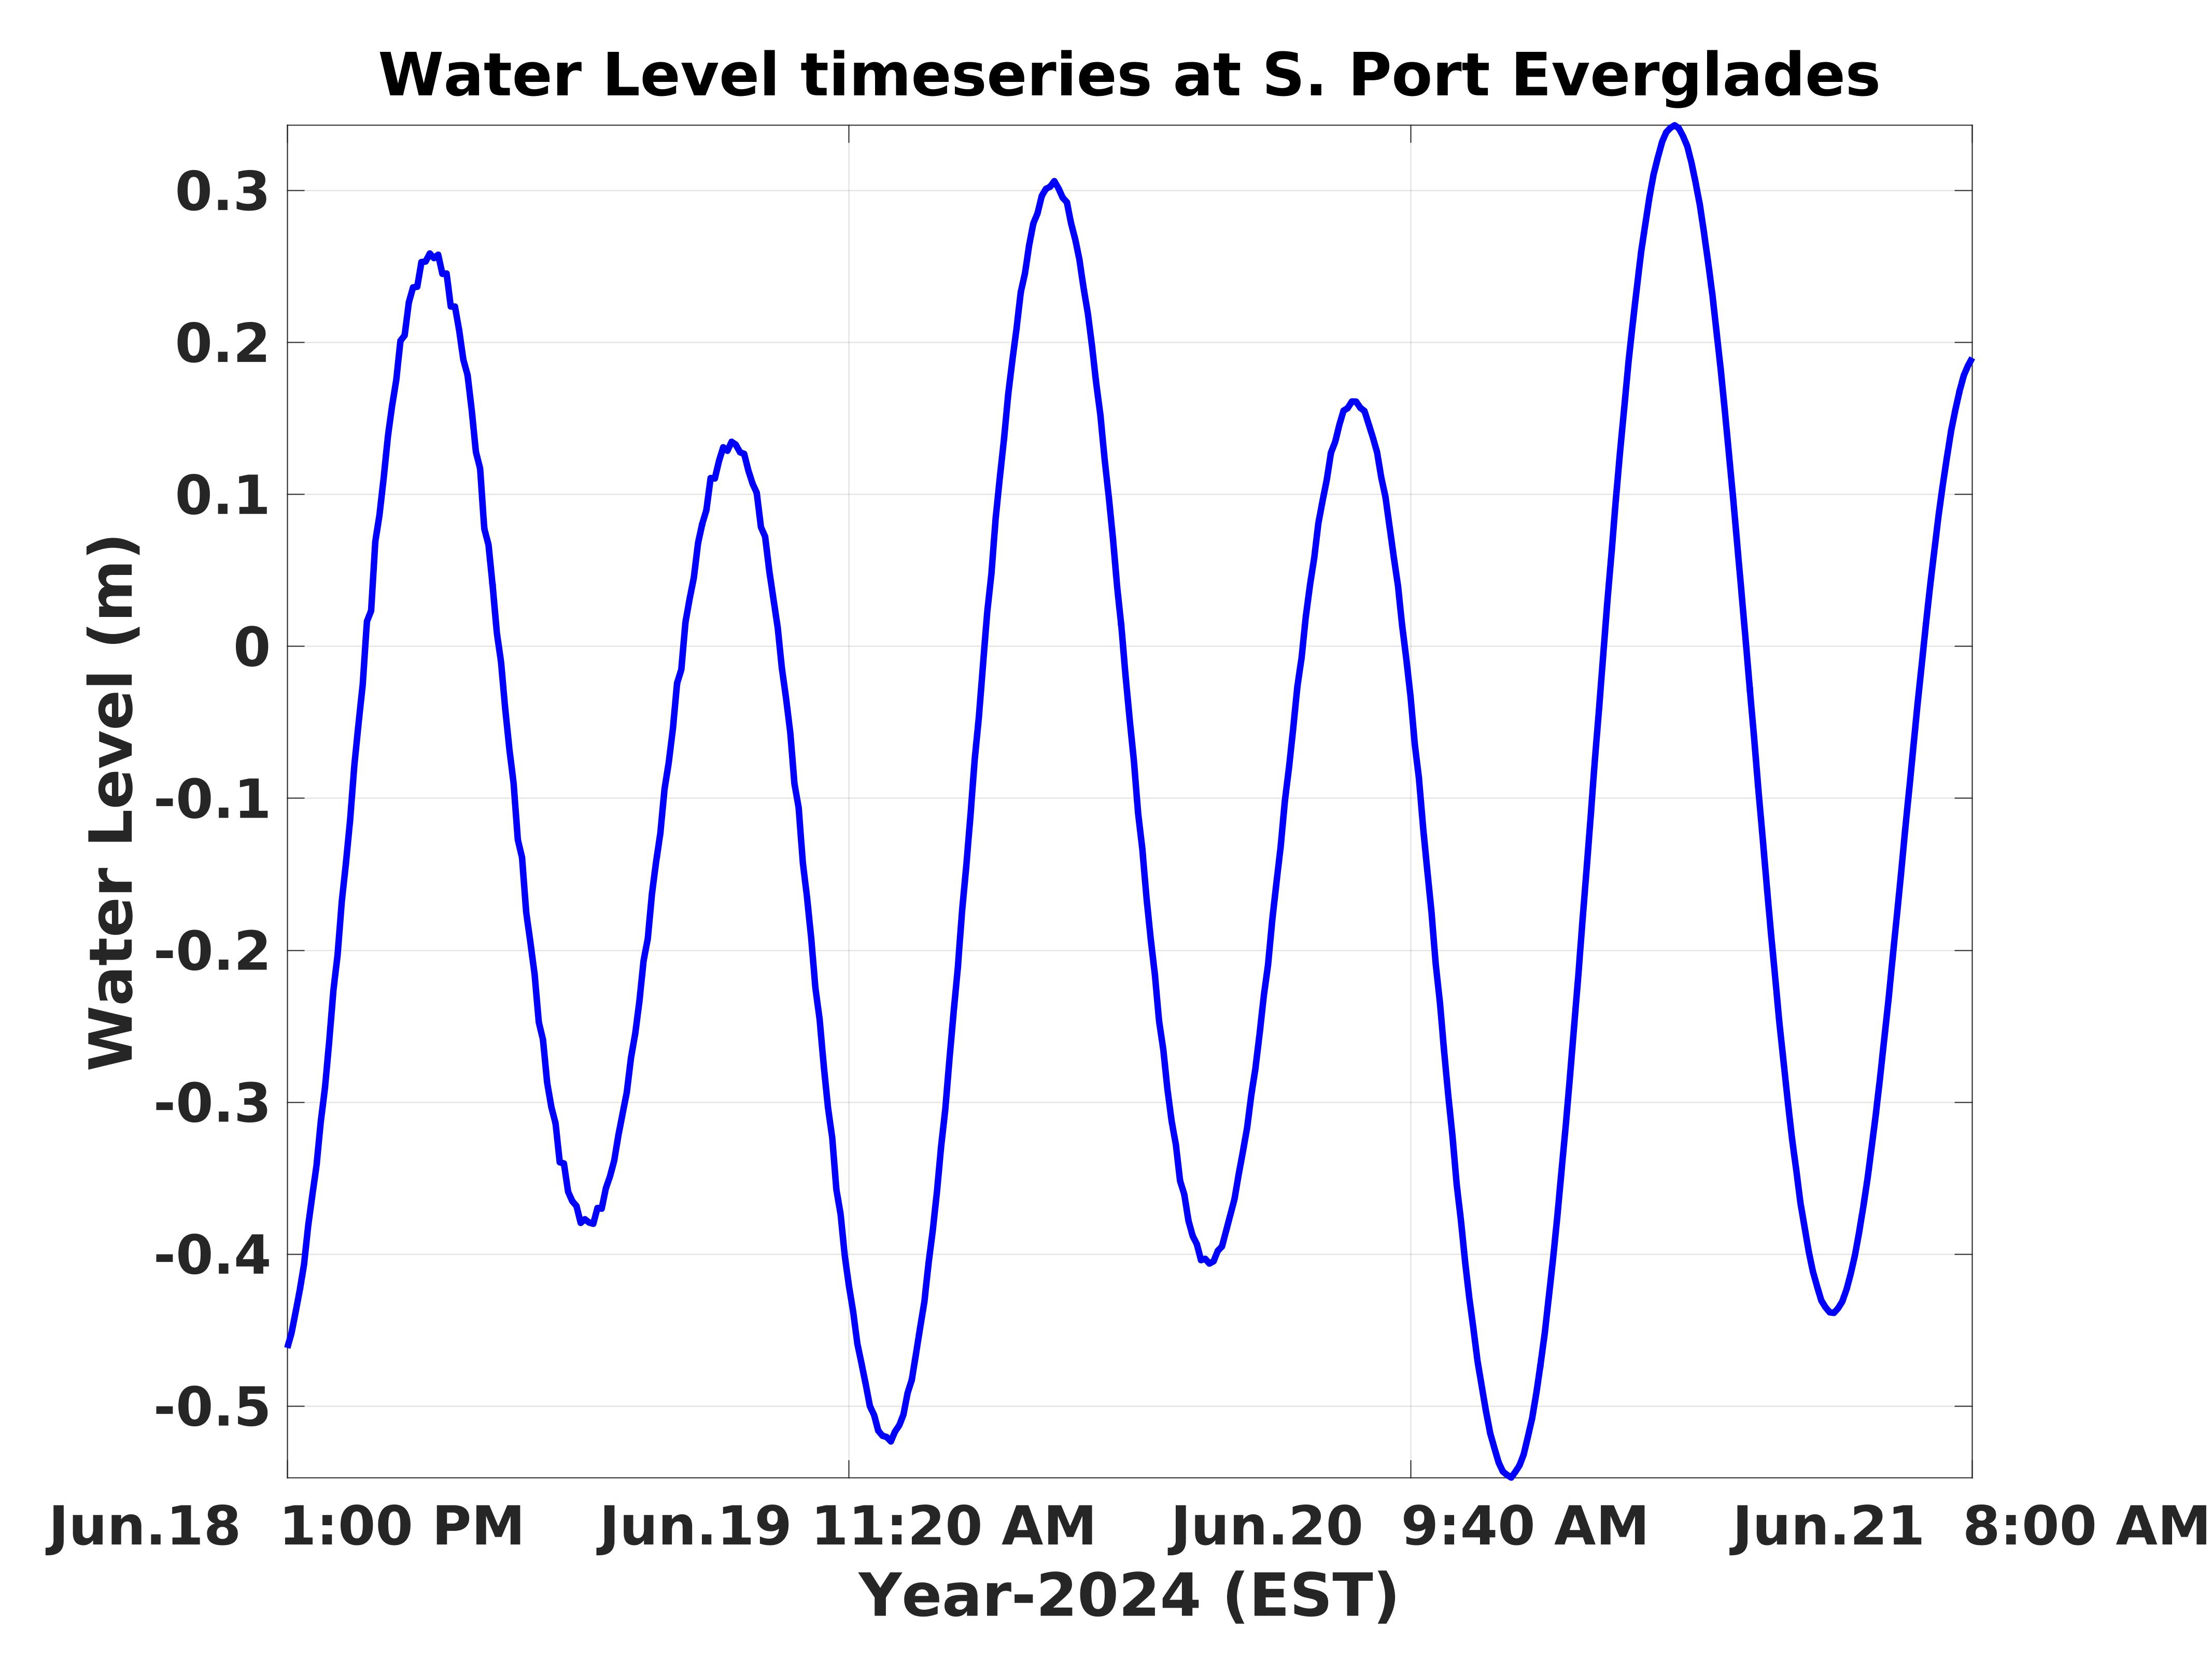 Water Level timeseries at S. Port Everglades
Water Level (m)
0.3
0.2
0.1
0
-0.1
-0.2
-0.3
-0.4
-0.5
Jun.18 1:00 PM Jun.19 11:20 AM Jun.20 9:40 AM Jun.21 8:00 AM
Year-2024 (EST)